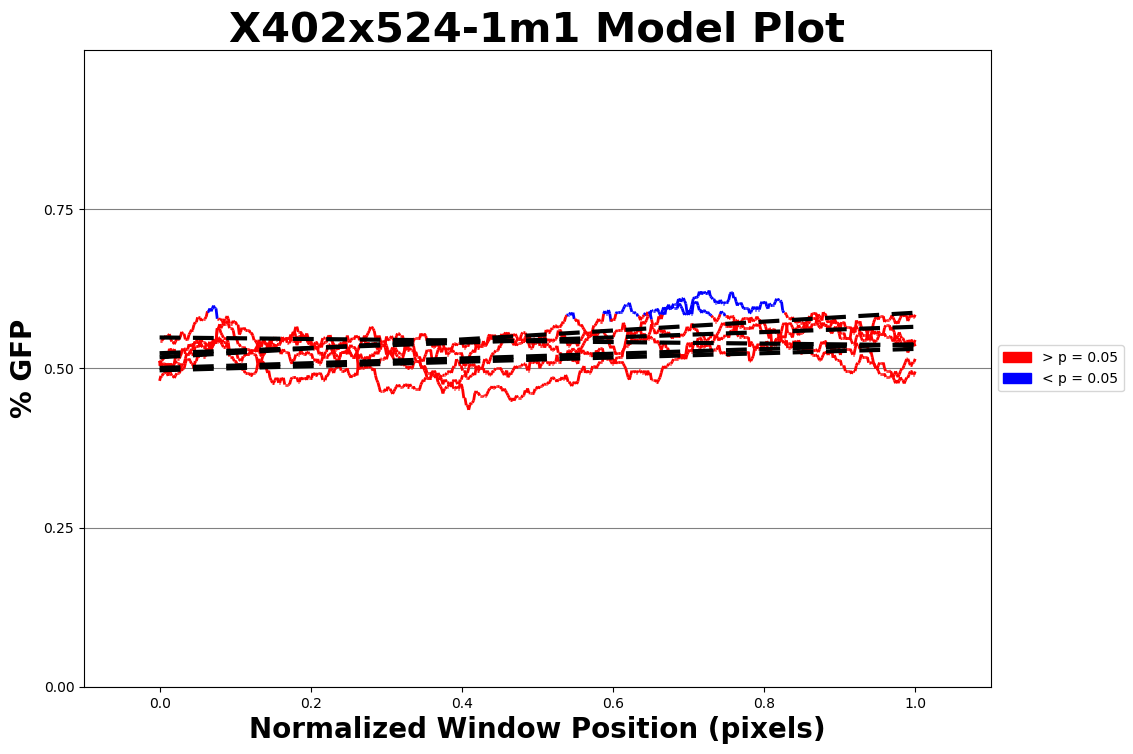 X402x524-1m1 Model Plot
% GFP
0.75
0.50
0.25
0.00
0.0 0.2 0.4 0.6 0.8 1.0
Normalized Window Position (pixels)
> p = 0.05
< p = 0.05